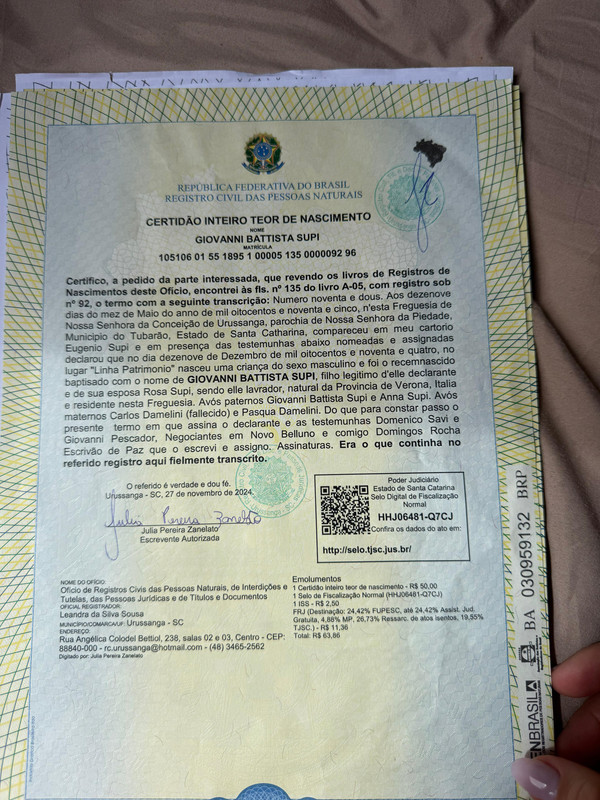 REPÚBLICA FEDERATIVA DO BRASIL
REGISTRO CIVIL DAS PESSOAS NATURAIS
CERTIDÃO INTEIRO TEOR DE NASCIMENTO
NOME
GIOVANNI BATTISTA SUPI
MATRÍCULA
105106 01 55 1895 1 00005 135 0000092 96
Certifico, a pedido da parte interessada, que revendo os livros de Registros de
Nascimentos deste Ofício, encontrei às fls. nº 135 do livro A-05, com registro sob
nº 92, o termo com a seguinte transcrição: Numero noventa e dous. Aos dezenove
dias do mez de Maio do anno de mil oitocentos e noventa e cinco, n'esta Freguesia de
Nossa Senhora da Conceição de Urussanga, parochia de Nossa Senhora da Piedade,
Municipio do Tubarão, Estado de Santa Catharina, compareceu em meu cartorio
Eugenio Supi e em presença das testemunhas abaixo nomeadas e assignadas
declarou que no dia dezenove de Dezembro de mil oitocentos e noventa e quatro, no
lugar "Linha Patrimonio" nasceu uma criança do sexo masculino e foi o recemnascido
baptisado com o nome de GIOVANNI BATTISTA SUPI, filho legitimo d'elle declarante
e de sua esposa Rosa Supi, sendo elle lavrador, natural da Provincia de Verona, Italia
e residente nesta Freguesia. Avós paternos Giovanni Battista Supi e Anna Supi. Avós
maternos Carlos Damelini (fallecido) e Pasqua Damelini. Do que para constar passo o
presente termo em que assina o declarante e as testemunhas Domenico Savi e
Giovanni Pescador, Negociantes em Novo Belluno e comigo Domingos Rocha
Escrivão de Paz que o escrevi e assigno. Assinaturas. Era o que continha no
referido registro aqui fielmente transcrito.
O referido é verdade e dou fé.
Urussanga - SC, 27 de novembro de 2024.
Julia Pereira Zanelato
Julia Pereira Zanelato
Escrevente Autorizada
Poder Judiciário
Estado de Santa Catarina
Selo Digital de Fiscalização
Normal
HHJ06481-Q7CJ
Confira os dados do ato em:
http://selo.tjsc.jus.br/
NOME DO OFÍCIO:
Ofício de Registros Civis das Pessoas Naturais, de Interdições e
Tutelas, das Pessoas Jurídicas e de Títulos e Documentos
OFICIAL REGISTRADOR:
Leandra da Silva Sousa
MUNICÍPIO/COMARCA/UF: Urussanga - SC
ENDEREÇO:
Rua Angélica Colodel Bettiol, 238, salas 02 e 03, Centro - CEP:
88840-000 - rc.urussanga@hotmail.com - (48) 3465-2562
Digitado por: Julia Pereira Zanelato
Emolumentos
1 Certidão inteiro teor de nascimento - R$ 50,00
1 Selo de Fiscalização Normal (HHJ06481-Q7CJ)
1 ISS - R$ 2,50
FRJ (Destinação: 24,42% FUPESC, até 24,42% Assist. Jud.
Gratuita, 4,88% MP, 26,73% Ressarc. de atos isentos, 19,55%
TJSC.) - R$ 11,36
Total: R$ 63,86
BA 030959132 BRP
ENBRASIL